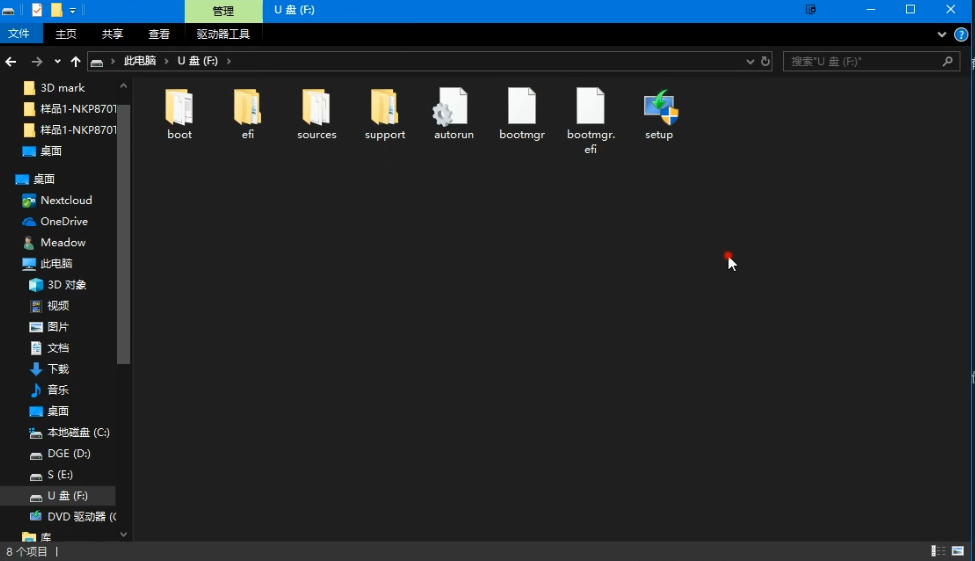 管理
U 盘 (F:)
文件
主页
共享
查看
驱动器工具
此电脑
U 盘 (F:)
搜索"U 盘 (F:)"
3D mark
样品1-NKP870T
样品1-NKP870T
桌面
桌面
Nextcloud
OneDrive
Meadow
此电脑
3D 对象
视频
图片
文档
下载
音乐
桌面
本地磁盘 (C:)
DGE (D:)
S (E:)
U 盘 (F:)
DVD 驱动器 (
库
boot
efi
sources
support
autorun
bootmgr
bootmgr.
efi
setup
8 个项目